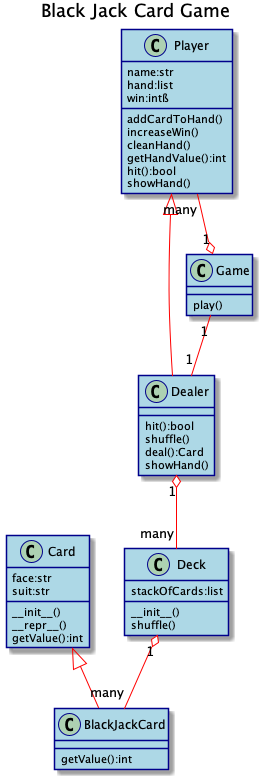 Black Jack Card Game
C Player
name:str
hand:list
win:intß
addCardToHand()
increaseWin()
cleanHand()
getHandValue():int
hit():bool
showHand()
many
1
C Game
play()
1
1
C Dealer
hit():bool
shuffle()
deal():Card
showHand()
1
many
C Card
face:str
suit:str
__init__()
__repr__()
getValue():int
C Deck
stackOfCards:list
__init__()
shuffle()
1
many
C BlackJackCard
getValue():int